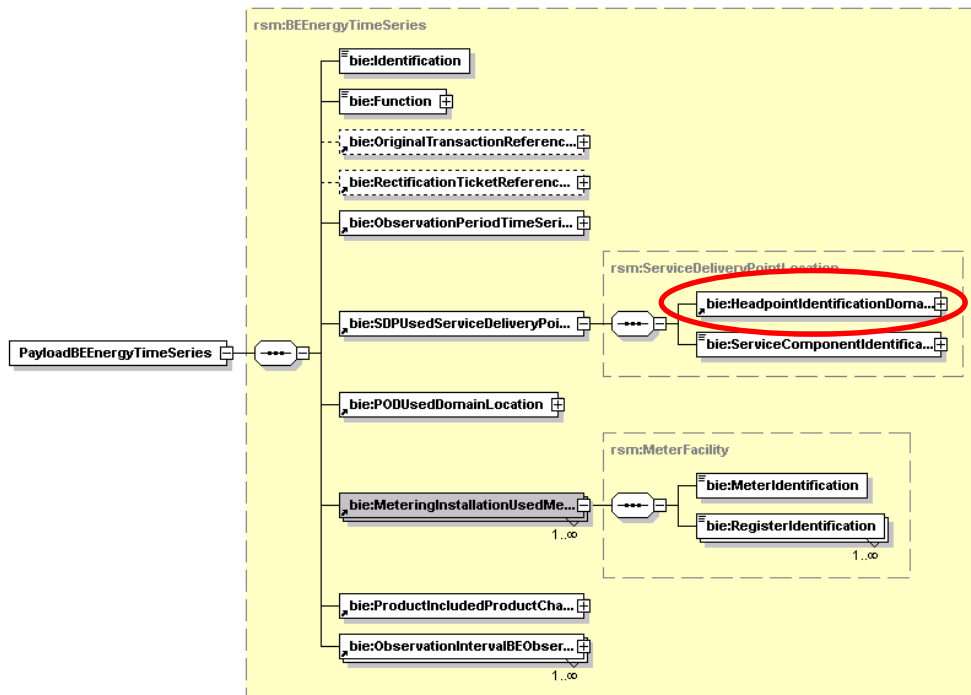 rsm:BEEnergyTimeSeries
bie:Identification
bie:Function
bie:OriginalTransactionReferenc...
bie:RectificationTicketReferenc...
bie:ObservationPeriodTimeSeri...
rsm:ServiceDeliveryPointLocation
bie:HeadpointIdentificationDoma...
bie:SDPUsedServiceDeliveryPoi...
bie:ServiceComponentIdentifica...
PayloadBEEnergyTimeSeries
bie:PODUsedDomainLocation
rsm:MeterFacility
bie:MeterIdentification
bie:MeteringInstallationUsedMe...
1..∞
bie:RegisterIdentification
1..∞
bie:ProductIncludedProductCha...
bie:ObservationIntervalBEObser...
1..∞